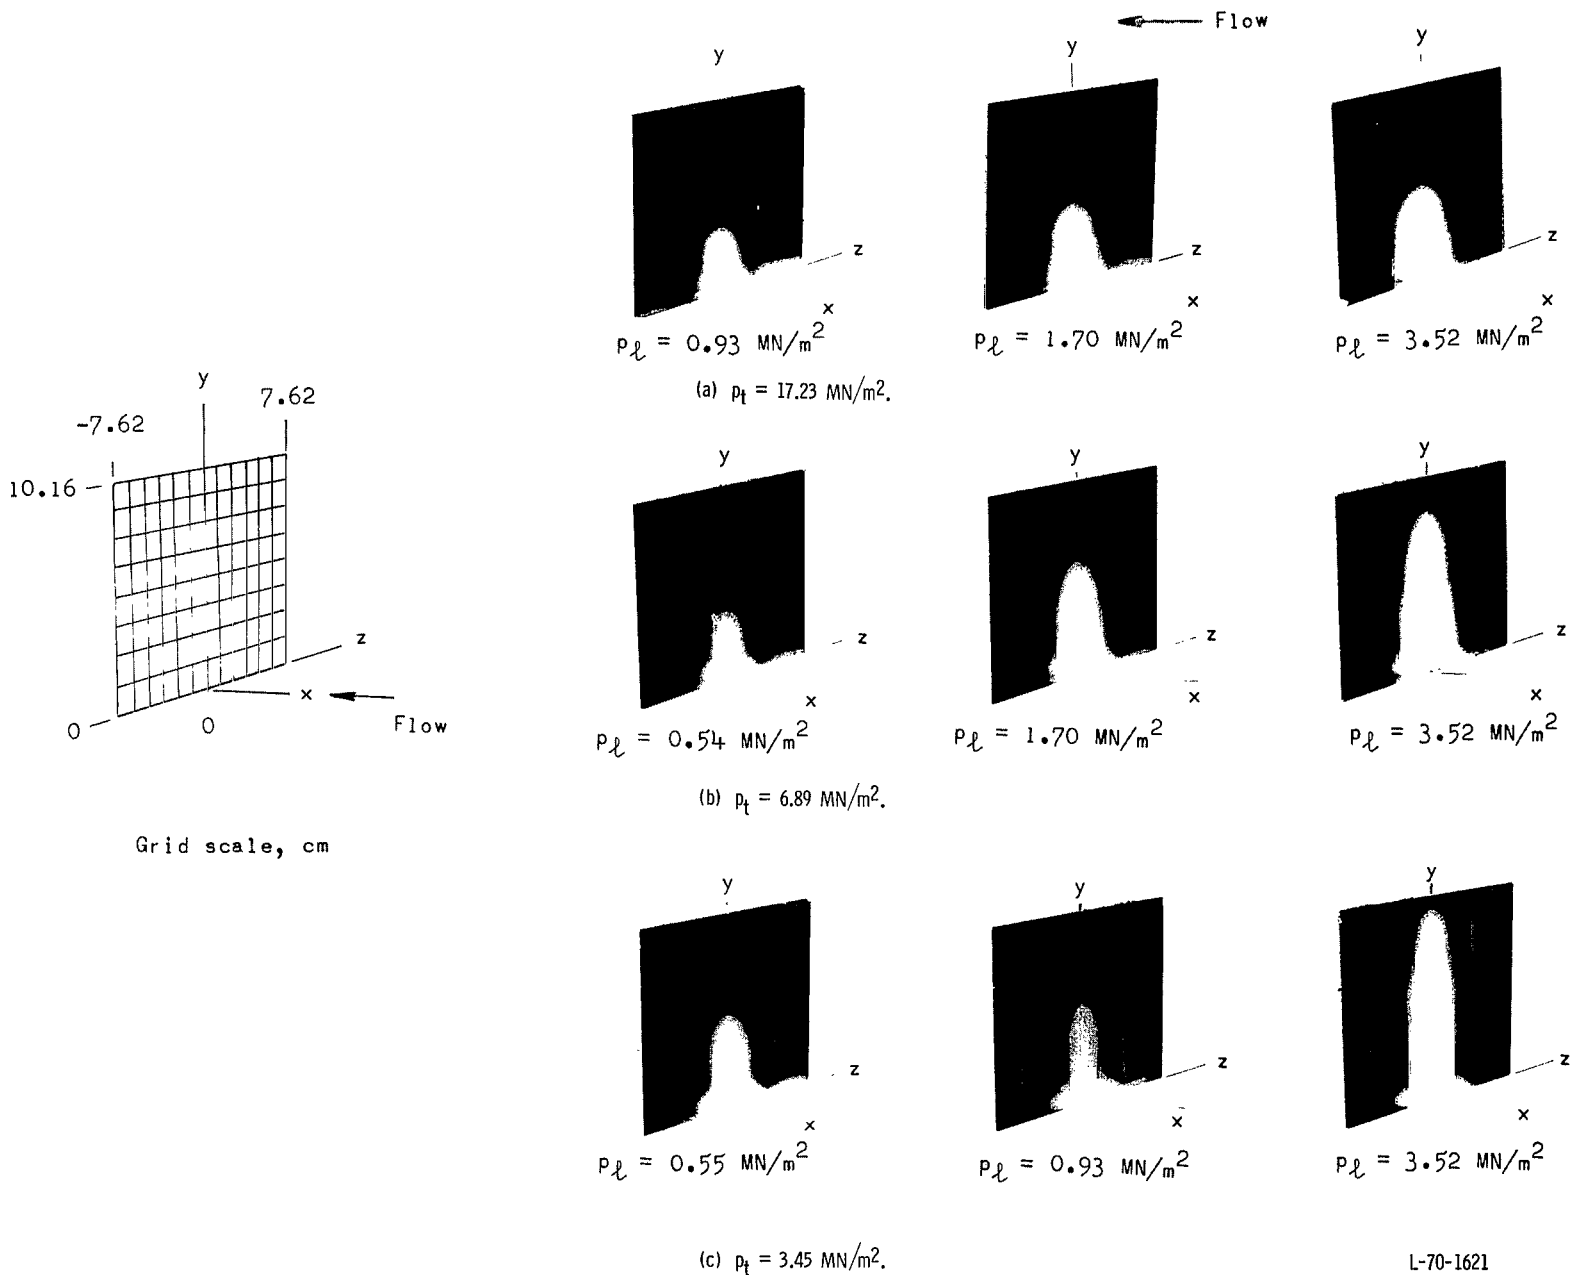 ← Flow
y y y
z z z
x x x
pℓ = 0.93 MN/m² pℓ = 1.70 MN/m² pℓ = 3.52 MN/m²
(a) pt = 17.23 MN/m².
y
-7.62 7.62
10.16
z
x
0 0
← Flow
Grid scale, cm
y y y
z z z
x x x
pℓ = 0.54 MN/m² pℓ = 1.70 MN/m² pℓ = 3.52 MN/m²
(b) pt = 6.89 MN/m².
y y y
z z z
x x x
pℓ = 0.55 MN/m² pℓ = 0.93 MN/m² pℓ = 3.52 MN/m²
(c) pt = 3.45 MN/m².
L-70-1621